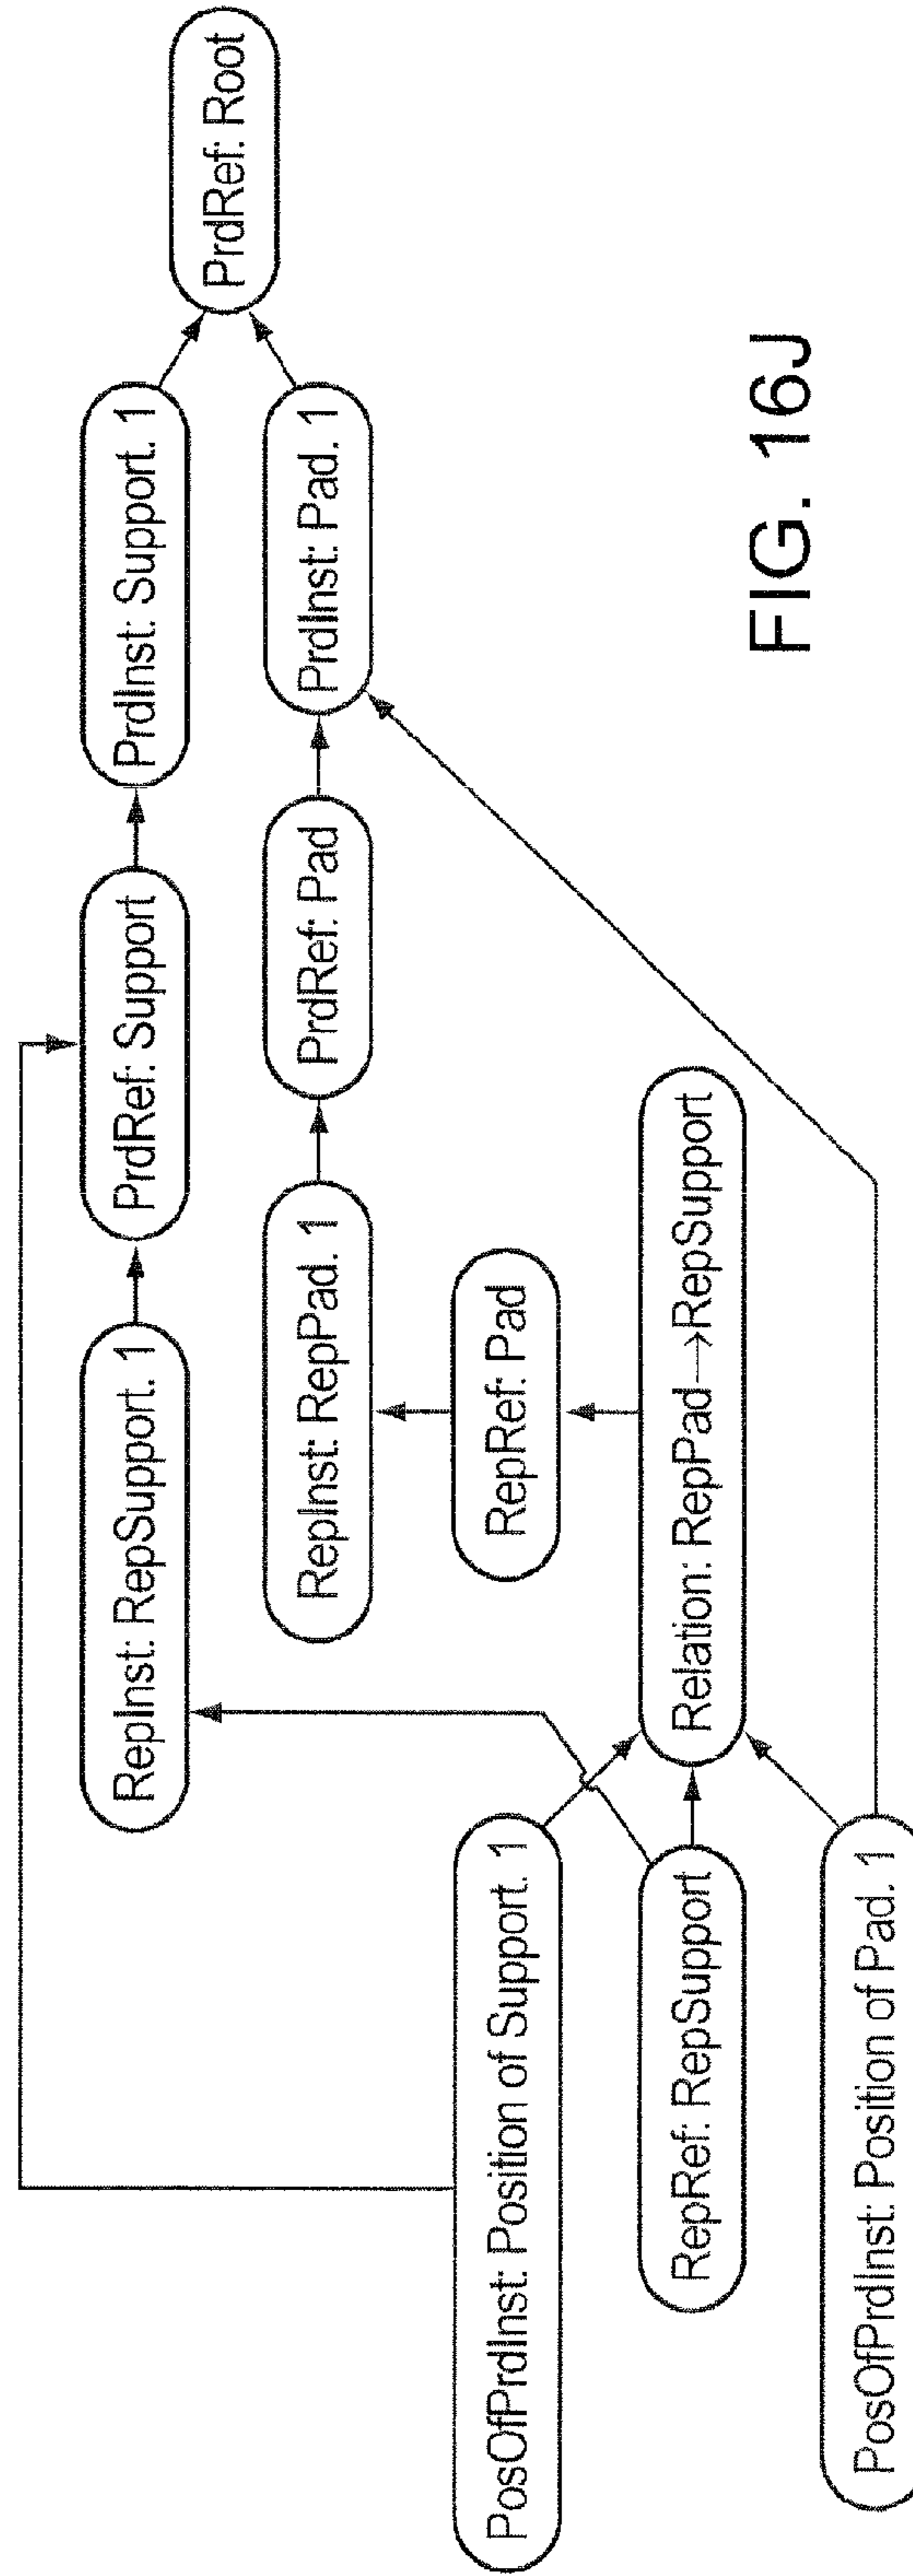 RepInst: RepSupport. 1
PrdRef: Support
PrdInst: Support. 1
PrdRef: Root
RepInst: RepPad. 1
PrdRef: Pad
PrdInst: Pad. 1
PosOfPrdInst: Position of Support. 1
RepRef: Pad
RepRef: RepSupport
Relation: RepPad→RepSupport
PosOfPrdInst: Position of Pad. 1
FIG. 16J